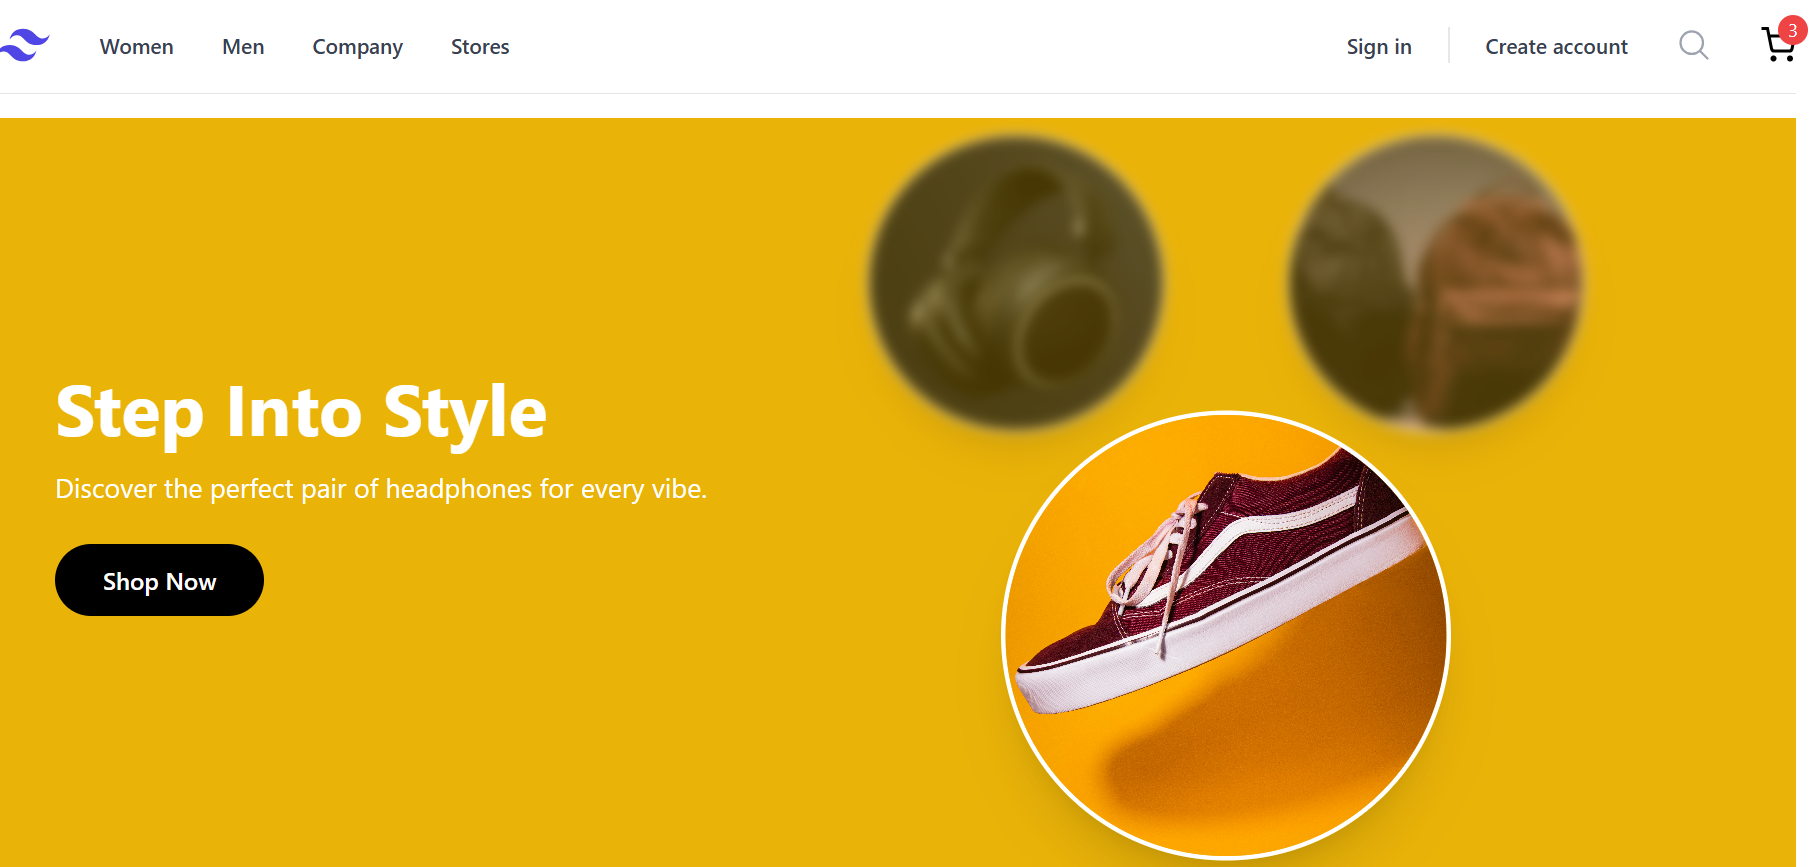 Women Men Company Stores Sign in Create account 3
Step Into Style
Discover the perfect pair of headphones for every vibe.
Shop Now